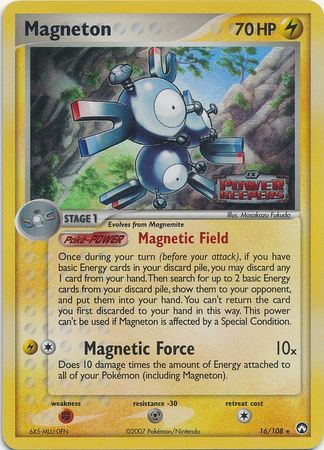 Magneton 70 HP
EX
POWER
KEEPERS
Illus. Masakazu Fukuda
STAGE 1
Evolves from Magnemite
Poké-POWER Magnetic Field
Once during your turn (before your attack), if you have
basic Energy cards in your discard pile, you may discard any
1 card from your hand. Then search for up to 2 basic Energy
cards from your discard pile, show them to your opponent,
and put them into your hand. You can't return the card
you first discarded to your hand in this way. This power
can't be used if Magneton is affected by a Special Condition.
Magnetic Force 10x
Does 10 damage times the amount of Energy attached to
all of your Pokémon (including Magneton).
weakness resistance -30 retreat cost
6X5 MLU-0FN ©2007 Pokémon/Nintendo 16/108 ★